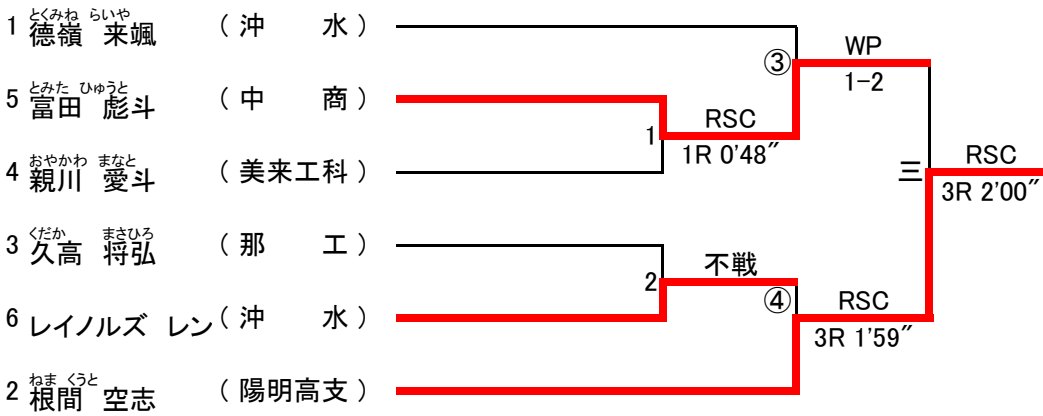 とくみね らいや
1 德嶺 来颯 （ 沖 水 ）
③ WP
1-2
とみた ひゅうと
5 富田 彪斗 （ 中 商 ）
1 RSC
1R 0'48"
おやかわ まなと
4 親川 愛斗 （ 美来工科 ）
三 RSC
3R 2'00"
くだか まさひろ
3 久高 将弘 （ 那 工 ）
2 不戦
④ RSC
3R 1'59"
6 レイノルズ レン （ 沖 水 ）
ねま くうと
2 根間 空志 （ 陽明高支 ）